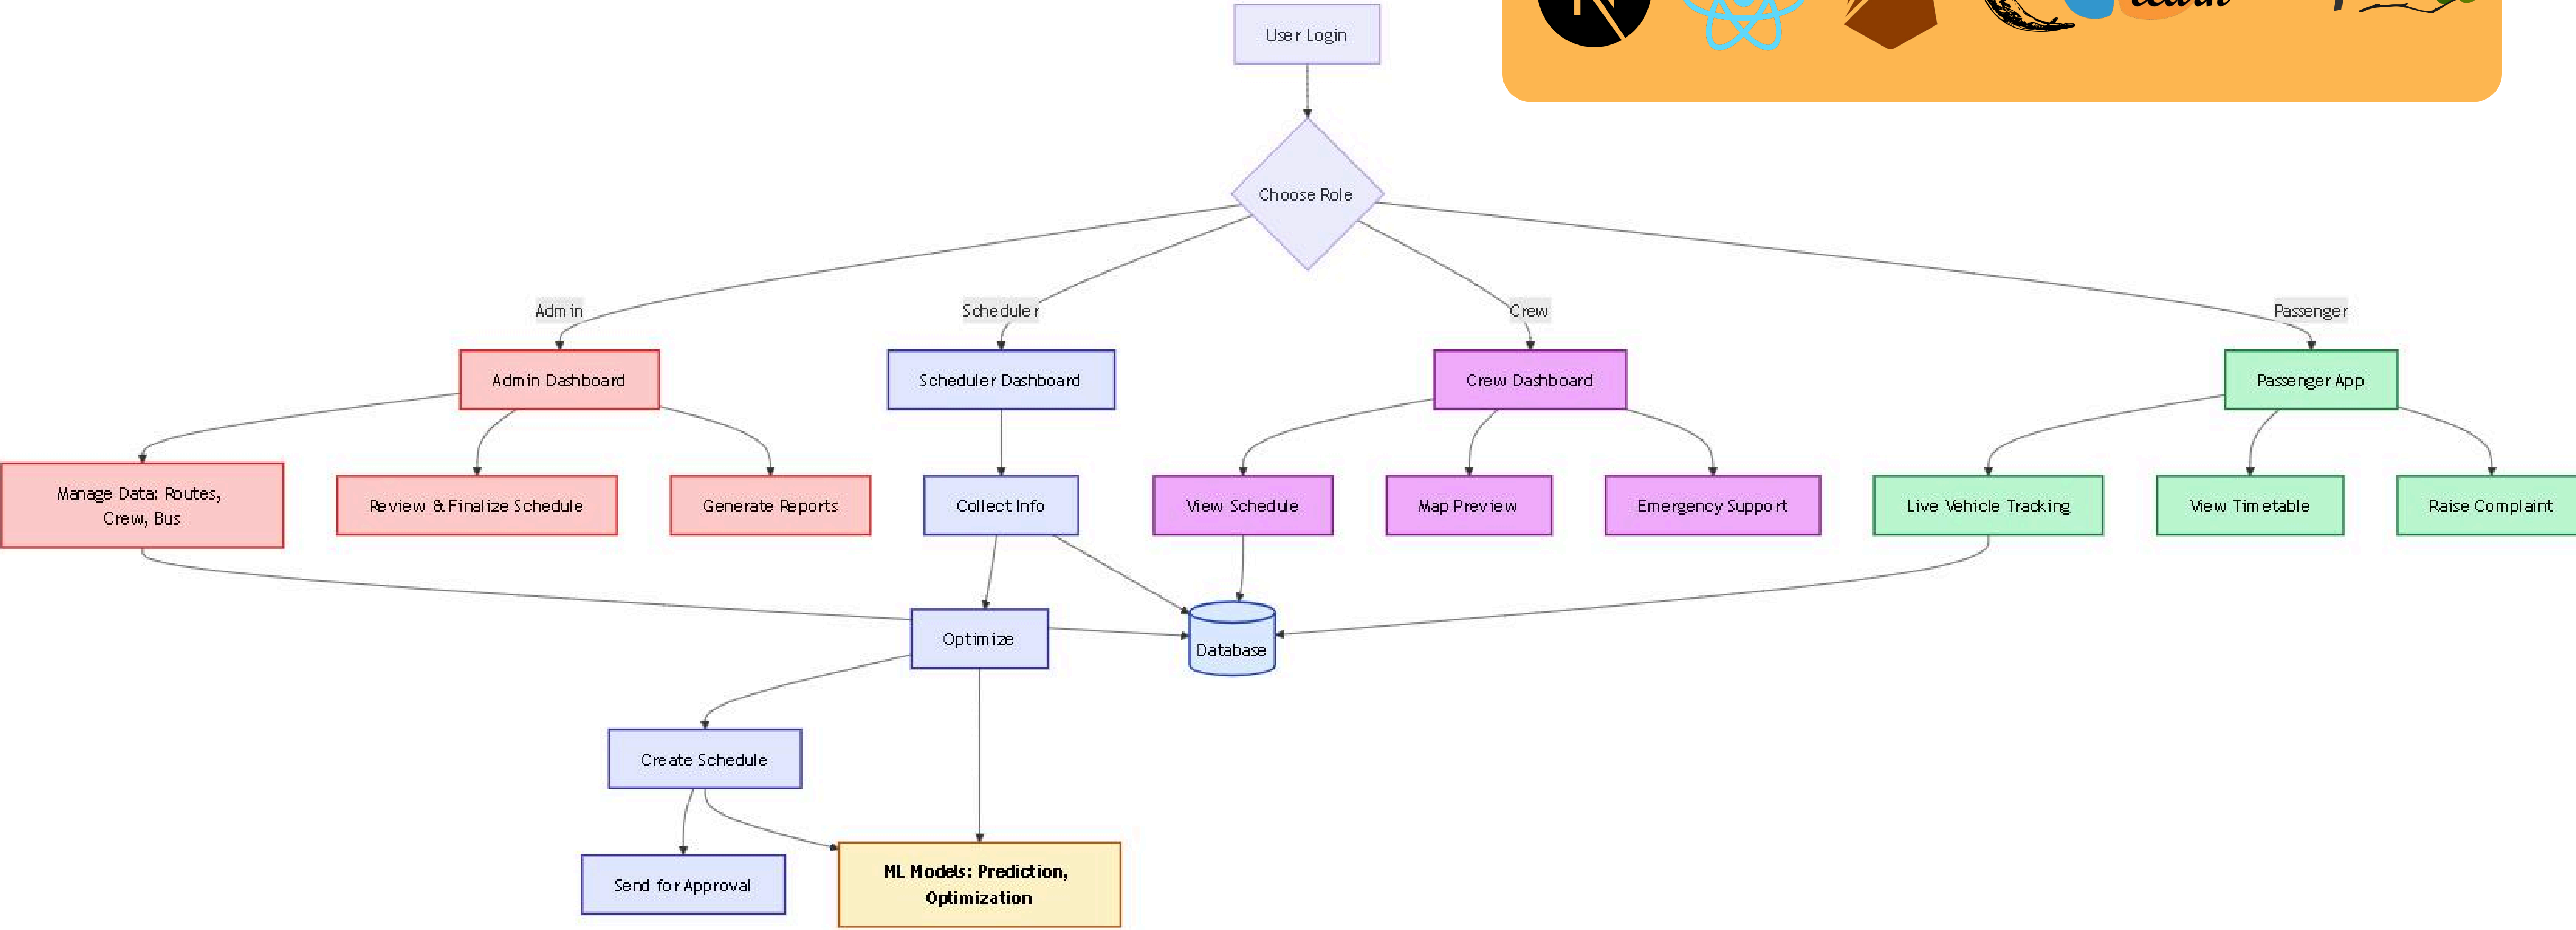 User Login
Choose Role
Admin
Scheduler
Crew
Passenger
Admin Dashboard
Scheduler Dashboard
Crew Dashboard
Passenger App
Manage Data: Routes,
Crew, Bus
Review & Finalize Schedule
Generate Reports
Collect Info
View Schedule
Map Preview
Emergency Support
Live Vehicle Tracking
View Timetable
Raise Complaint
Optimize
Database
Create Schedule
Send for Approval
ML Models: Prediction,
Optimization